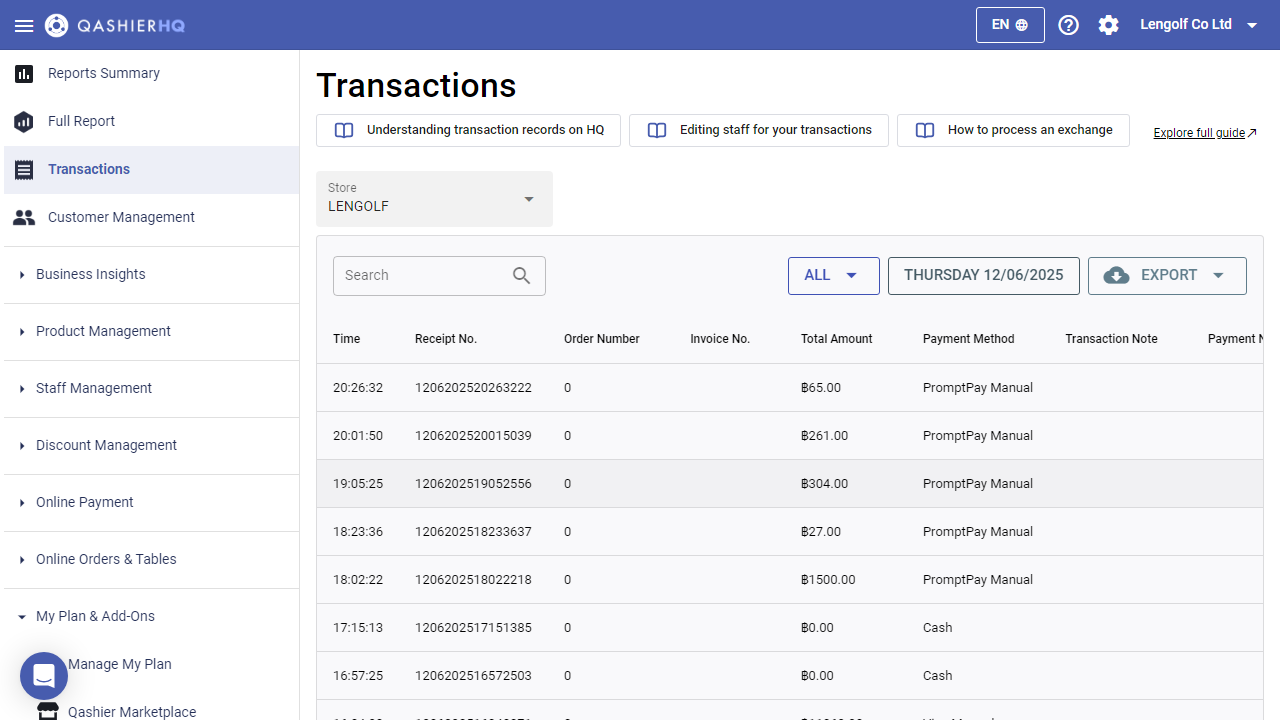 QASHIERHQ
EN
Lengolf Co Ltd
Reports Summary
Full Report
Transactions
Customer Management
Business Insights
Product Management
Staff Management
Discount Management
Online Payment
Online Orders & Tables
My Plan & Add-Ons
Manage My Plan
Qashier Marketplace
Transactions
Understanding transaction records on HQ
Editing staff for your transactions
How to process an exchange
Explore full guide
Store
LENGOLF
Search
ALL
THURSDAY 12/06/2025
EXPORT
Time Receipt No. Order Number Invoice No. Total Amount Payment Method Transaction Note Payment
20:26:32 1206202520263222 0 ฿65.00 PromptPay Manual
20:01:50 1206202520015039 0 ฿261.00 PromptPay Manual
19:05:25 1206202519052556 0 ฿304.00 PromptPay Manual
18:23:36 1206202518233637 0 ฿27.00 PromptPay Manual
18:02:22 1206202518022218 0 ฿1500.00 PromptPay Manual
17:15:13 1206202517151385 0 ฿0.00 Cash
16:57:25 1206202516572503 0 ฿0.00 Cash